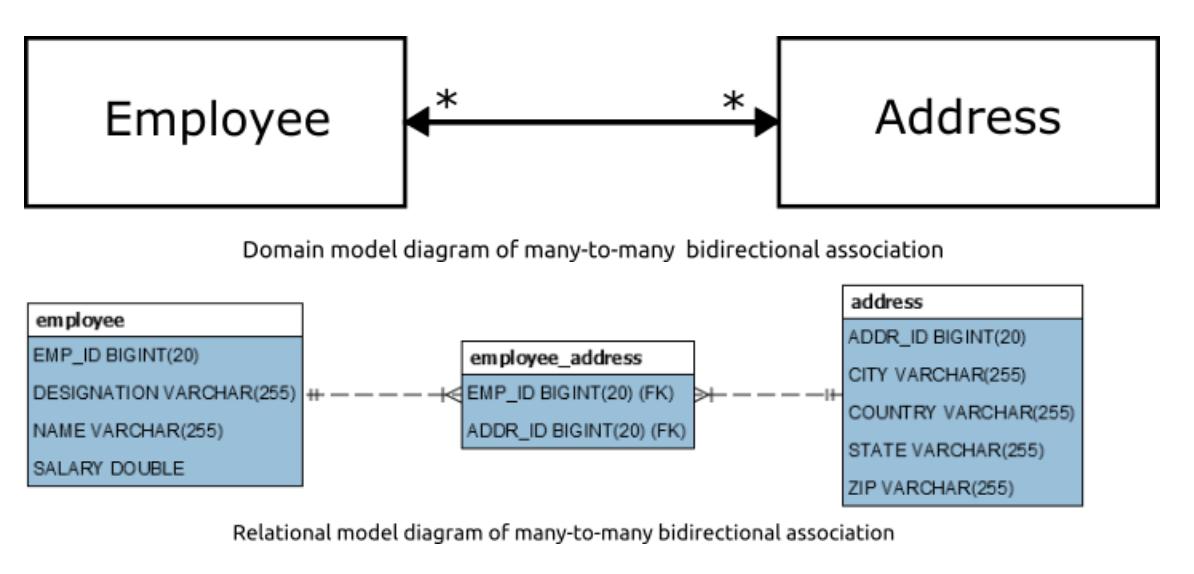 Employee
*
*
Address
Domain model diagram of many-to-many bidirectional association
employee
EMP_ID BIGINT(20)
DESIGNATION VARCHAR(255)
NAME VARCHAR(255)
SALARY DOUBLE
employee_address
EMP_ID BIGINT(20) (FK)
ADDR_ID BIGINT(20) (FK)
address
ADDR_ID BIGINT(20)
CITY VARCHAR(255)
COUNTRY VARCHAR(255)
STATE VARCHAR(255)
ZIP VARCHAR(255)
Relational model diagram of many-to-many bidirectional association